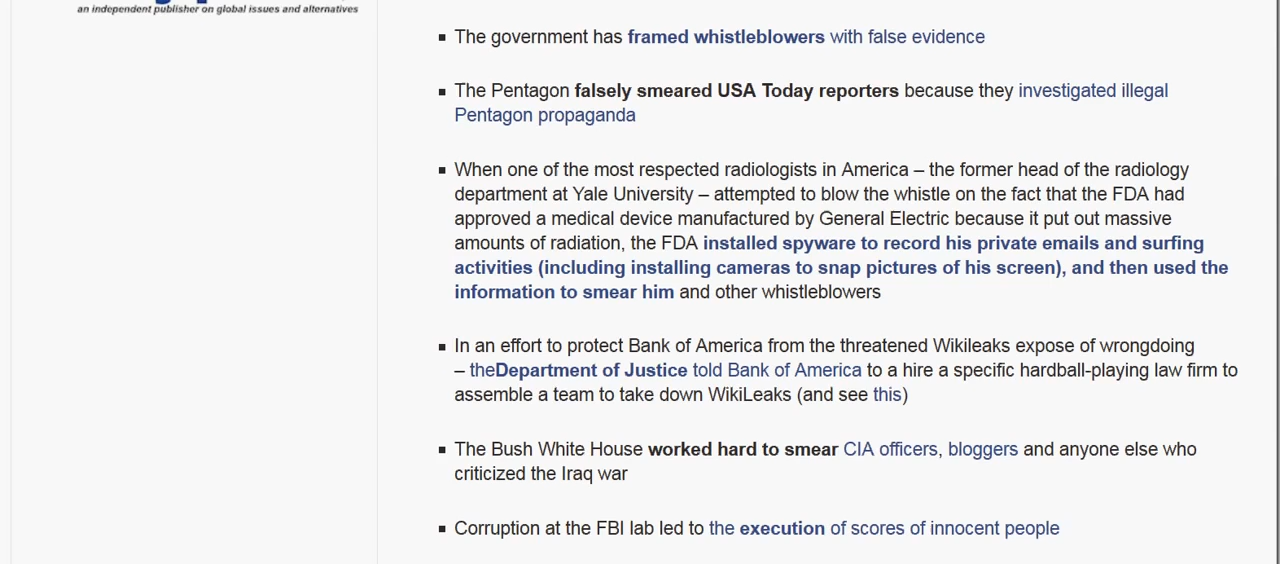 an independent publisher on global issues and alternatives
▪ The government has framed whistleblowers with false evidence
▪ The Pentagon falsely smeared USA Today reporters because they investigated illegal
Pentagon propaganda
▪ When one of the most respected radiologists in America – the former head of the radiology
department at Yale University – attempted to blow the whistle on the fact that the FDA had
approved a medical device manufactured by General Electric because it put out massive
amounts of radiation, the FDA installed spyware to record his private emails and surfing
activities (including installing cameras to snap pictures of his screen), and then used the
information to smear him and other whistleblowers
▪ In an effort to protect Bank of America from the threatened Wikileaks expose of wrongdoing
– theDepartment of Justice told Bank of America to a hire a specific hardball-playing law firm to
assemble a team to take down WikiLeaks (and see this)
▪ The Bush White House worked hard to smear CIA officers, bloggers and anyone else who
criticized the Iraq war
▪ Corruption at the FBI lab led to the execution of scores of innocent people